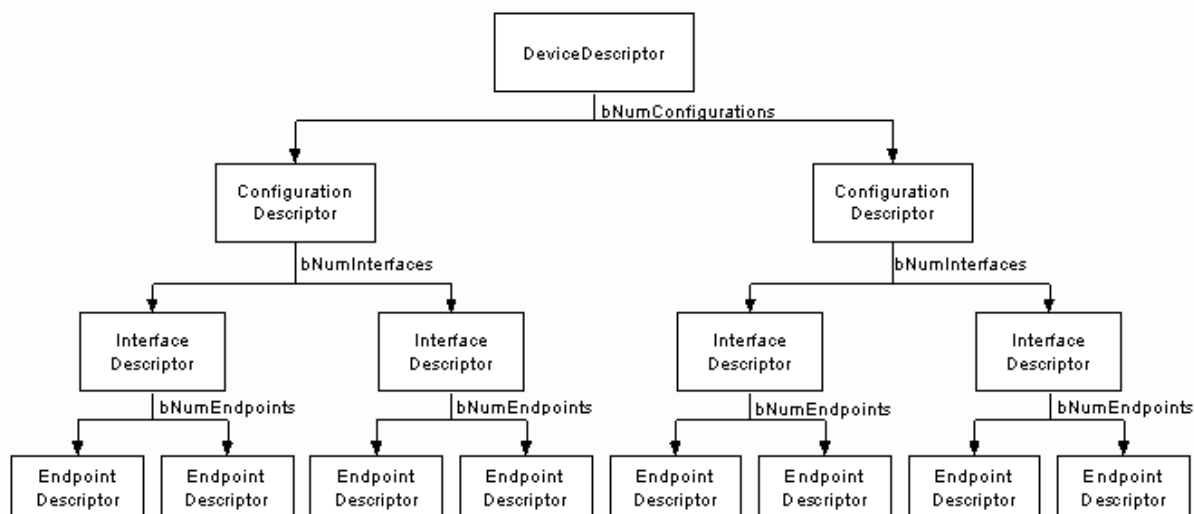 DeviceDescriptor
bNumConfigurations
Configuration
Descriptor
Configuration
Descriptor
bNumInterfaces
bNumInterfaces
Interface
Descriptor
Interface
Descriptor
Interface
Descriptor
Interface
Descriptor
bNumEndpoints
bNumEndpoints
bNumEndpoints
bNumEndpoints
Endpoint
Descriptor
Endpoint
Descriptor
Endpoint
Descriptor
Endpoint
Descriptor
Endpoint
Descriptor
Endpoint
Descriptor
Endpoint
Descriptor
Endpoint
Descriptor